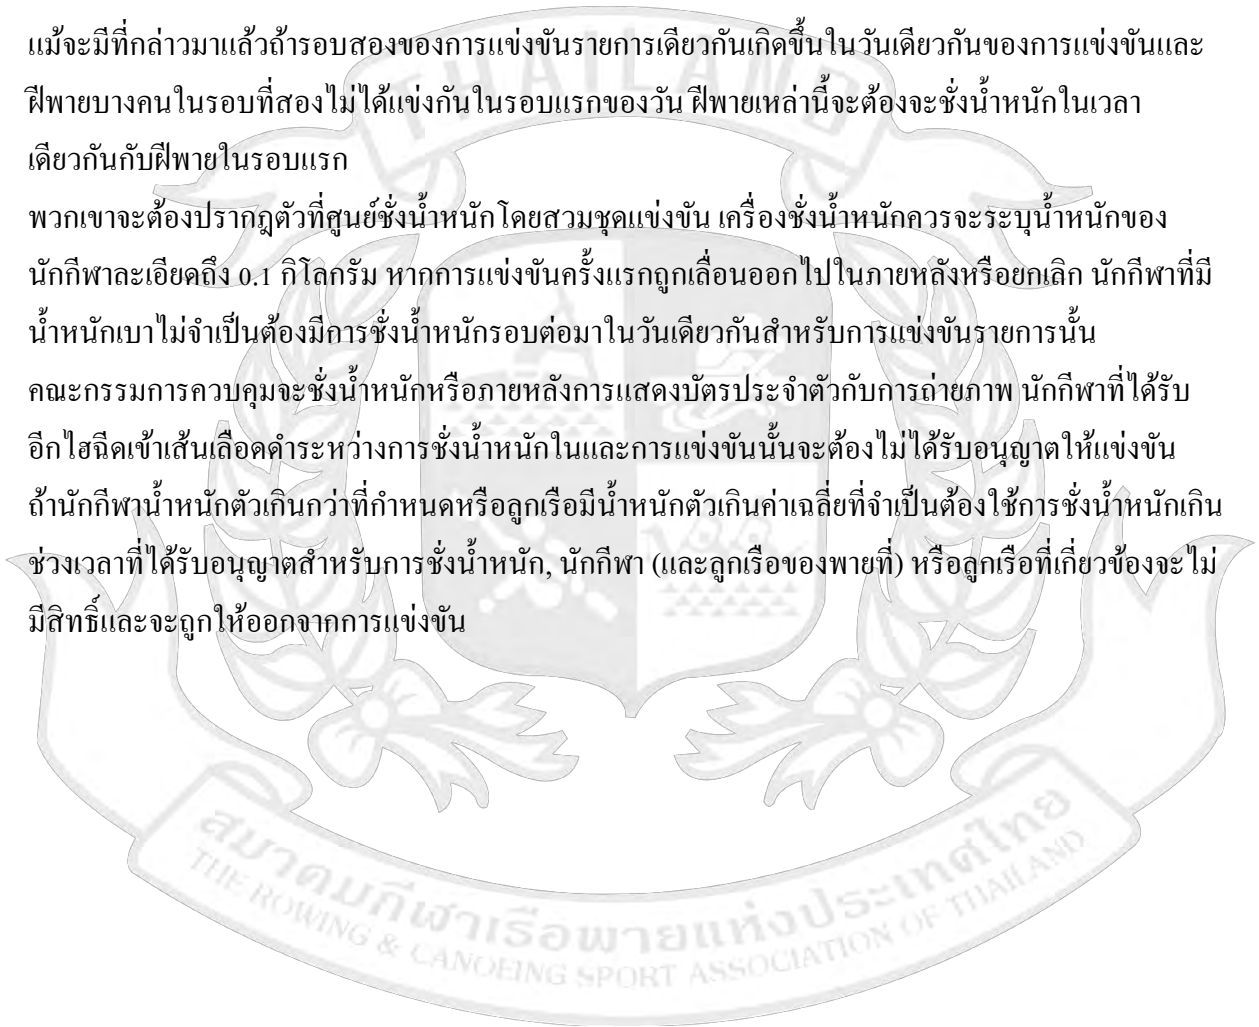 แม้จะมีที่กล่าวมาแล้วถ้ารอบสองของการแข่งขันรายการเดียวกันเกิดขึ้นในวันเดียวกันของการแข่งขันและ
ฝีพายบางคนในรอบที่สองไม่ได้แข่งกันในรอบแรกของวัน ฝีพายเหล่านี้จะต้องจะชั่งน้ำหนักในเวลา
เดียวกันกับฝีพายในรอบแรก
พวกเขาจะต้องปรากฎตัวที่ศูนย์ชั่งน้ำหนักโดยสวมชุดแข่งขัน เครื่องชั่งน้ำหนักควรจะระบุน้ำหนักของ
นักกีฬาละเอียดถึง 0.1 กิโลกรัม หากการแข่งขันครั้งแรกถูกเลื่อนออกไปในภายหลังหรือยกเลิก นักกีฬาที่มี
น้ำหนักเบาไม่จำเป็นต้องมีการชั่งน้ำหนักรอบต่อมาในวันเดียวกันสำหรับการแข่งขันรายการนั้น
คณะกรรมการควบคุมจะชั่งน้ำหนักหรือภายหลังการแสดงบัตรประจำตัวกับการถ่ายภาพ นักกีฬาที่ได้รับ
อีกไฮฉีดเข้าเส้นเลือดดำระหว่างการชั่งน้ำหนักในและการแข่งขันนั้นจะต้องไม่ได้รับอนุญาตให้แข่งขัน
ถ้านักกีฬาน้ำหนักตัวเกินกว่าที่กำหนดหรือลูกเรือมีน้ำหนักตัวเกินค่าเฉลี่ยที่จำเป็นต้องใช้การชั่งน้ำหนักเกิน
ช่วงเวลาที่ได้รับอนุญาตสำหรับการชั่งน้ำหนัก, นักกีฬา (และลูกเรือของพายที่) หรือลูกเรือที่เกี่ยวข้องจะไม่
มีสิทธิ์และจะถูกให้ออกจากการแข่งขัน
THAILAND
สมาคมกีฬาเรือพายแห่งประเทศไทย
THE ROWING & CANOEING SPORT ASSOCIATION OF THAILAND